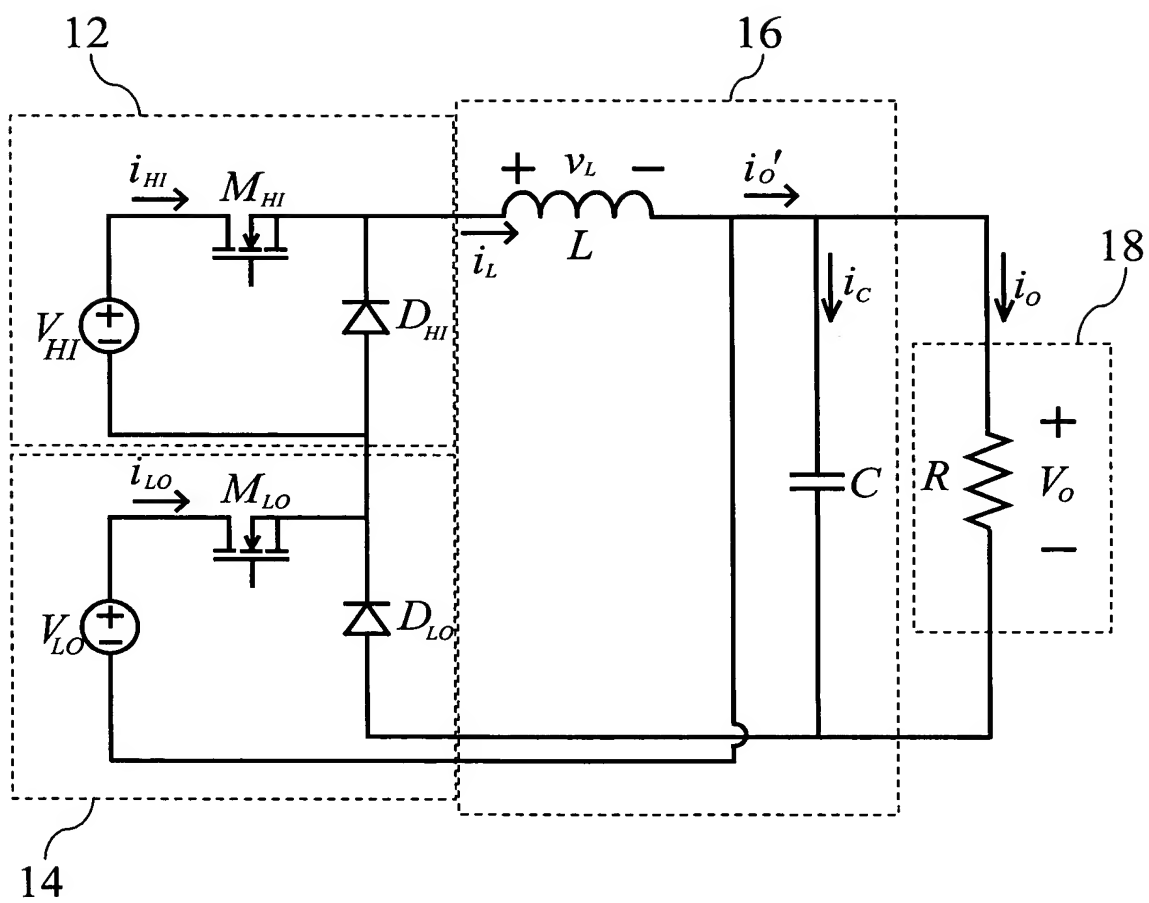 12
16
i_HI
M_HI
+ v_L −
i_O'
18
i_L
L
V_HI
+
−
D_HI
i_C
i_O
i_LO
M_LO
C
R
+
V_O
−
V_LO
+
−
D_LO
14